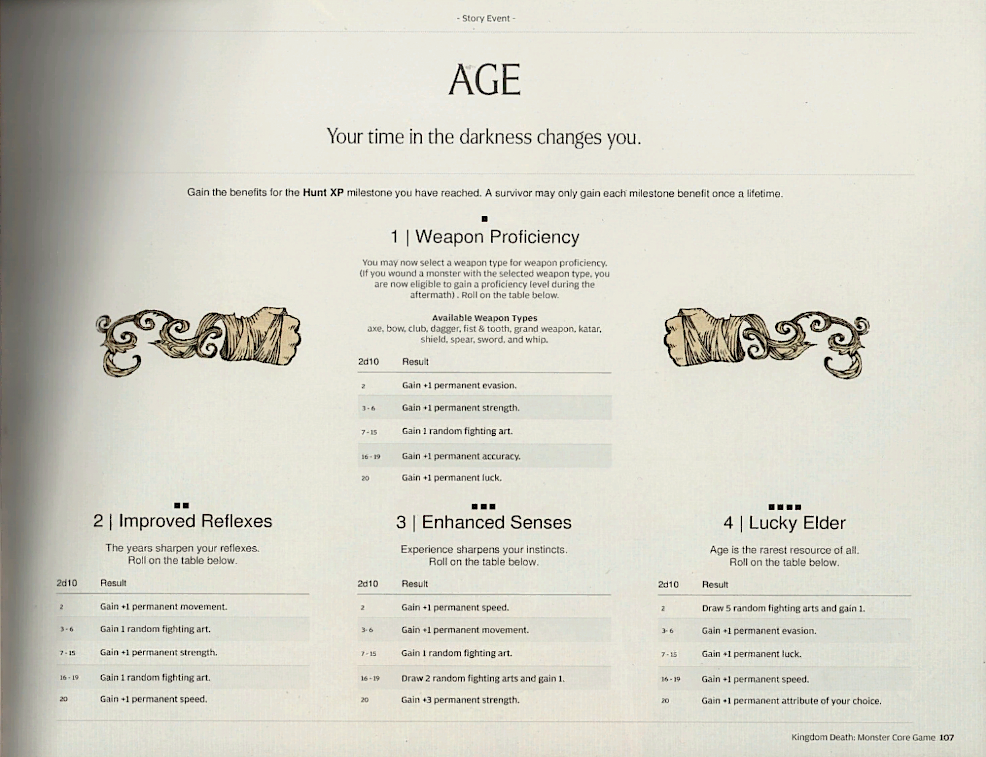 - Story Event -
AGE
Your time in the darkness changes you.
Gain the benefits for the Hunt XP milestone you have reached. A survivor may only gain each milestone benefit once a lifetime.
1 | Weapon Proficiency
You may now select a weapon type for weapon proficiency.
(If you wound a monster with the selected weapon type, you
are now eligible to gain a proficiency level during the
aftermath) . Roll on the table below.
Available Weapon Types
axe, bow, club, dagger, fist & tooth, grand weapon, katar,
shield, spear, sword, and whip.
2d10 Result
2 Gain +1 permanent evasion.
3-6 Gain +1 permanent strength.
7-15 Gain 1 random fighting art.
16-19 Gain +1 permanent accuracy.
20 Gain +1 permanent luck.
2 | Improved Reflexes
The years sharpen your reflexes.
Roll on the table below.
2d10 Result
2 Gain +1 permanent movement.
3-6 Gain 1 random fighting art.
7-15 Gain +1 permanent strength.
16-19 Gain 1 random fighting art.
20 Gain +1 permanent speed.
3 | Enhanced Senses
Experience sharpens your instincts.
Roll on the table below.
2d10 Result
2 Gain +1 permanent speed.
3-6 Gain +1 permanent movement.
7-15 Gain 1 random fighting art.
16-19 Draw 2 random fighting arts and gain 1.
20 Gain +3 permanent strength.
4 | Lucky Elder
Age is the rarest resource of all.
Roll on the table below.
2d10 Result
2 Draw 5 random fighting arts and gain 1.
3-6 Gain +1 permanent evasion.
7-15 Gain +1 permanent luck.
16-19 Gain +1 permanent speed.
20 Gain +1 permanent attribute of your choice.
Kingdom Death: Monster Core Game 107